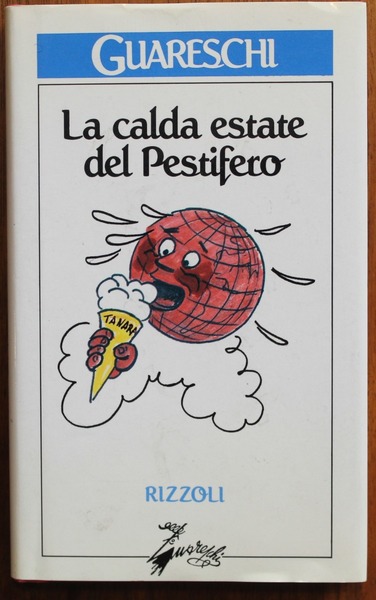 GUARESCHI
La calda estate
del Pestifero
TANARA
RIZZOLI
Guareschi